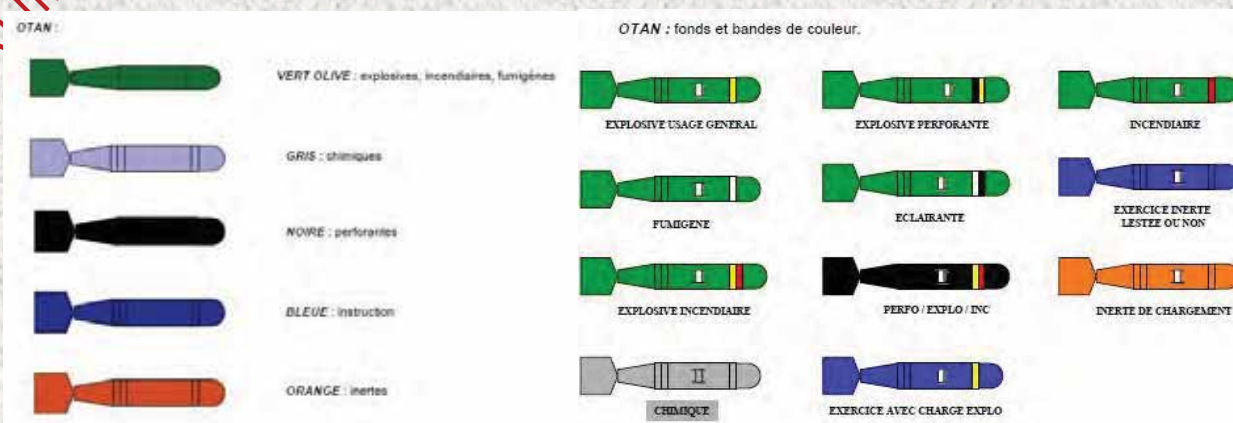 OTAN :
VERT OLIVE : explosives, incendiaires, fumigènes
GRIS : chimiques
NOIRE : perforantes
BLEUE : instruction
ORANGE : inertes
OTAN : fonds et bandes de couleur.
EXPLOSIVE USAGE GENERAL
EXPLOSIVE PERFORANTE
INCENDIAIRE
FUMIGENE
ECLAIRANTE
EXERCICE INERTE
LESTEE OU NON
EXPLOSIVE INCENDIAIRE
PERFO / EXPLO / INC
INERTE DE CHARGEMENT
CHIMIQUE
EXERCICE AVEC CHARGE EXPLO